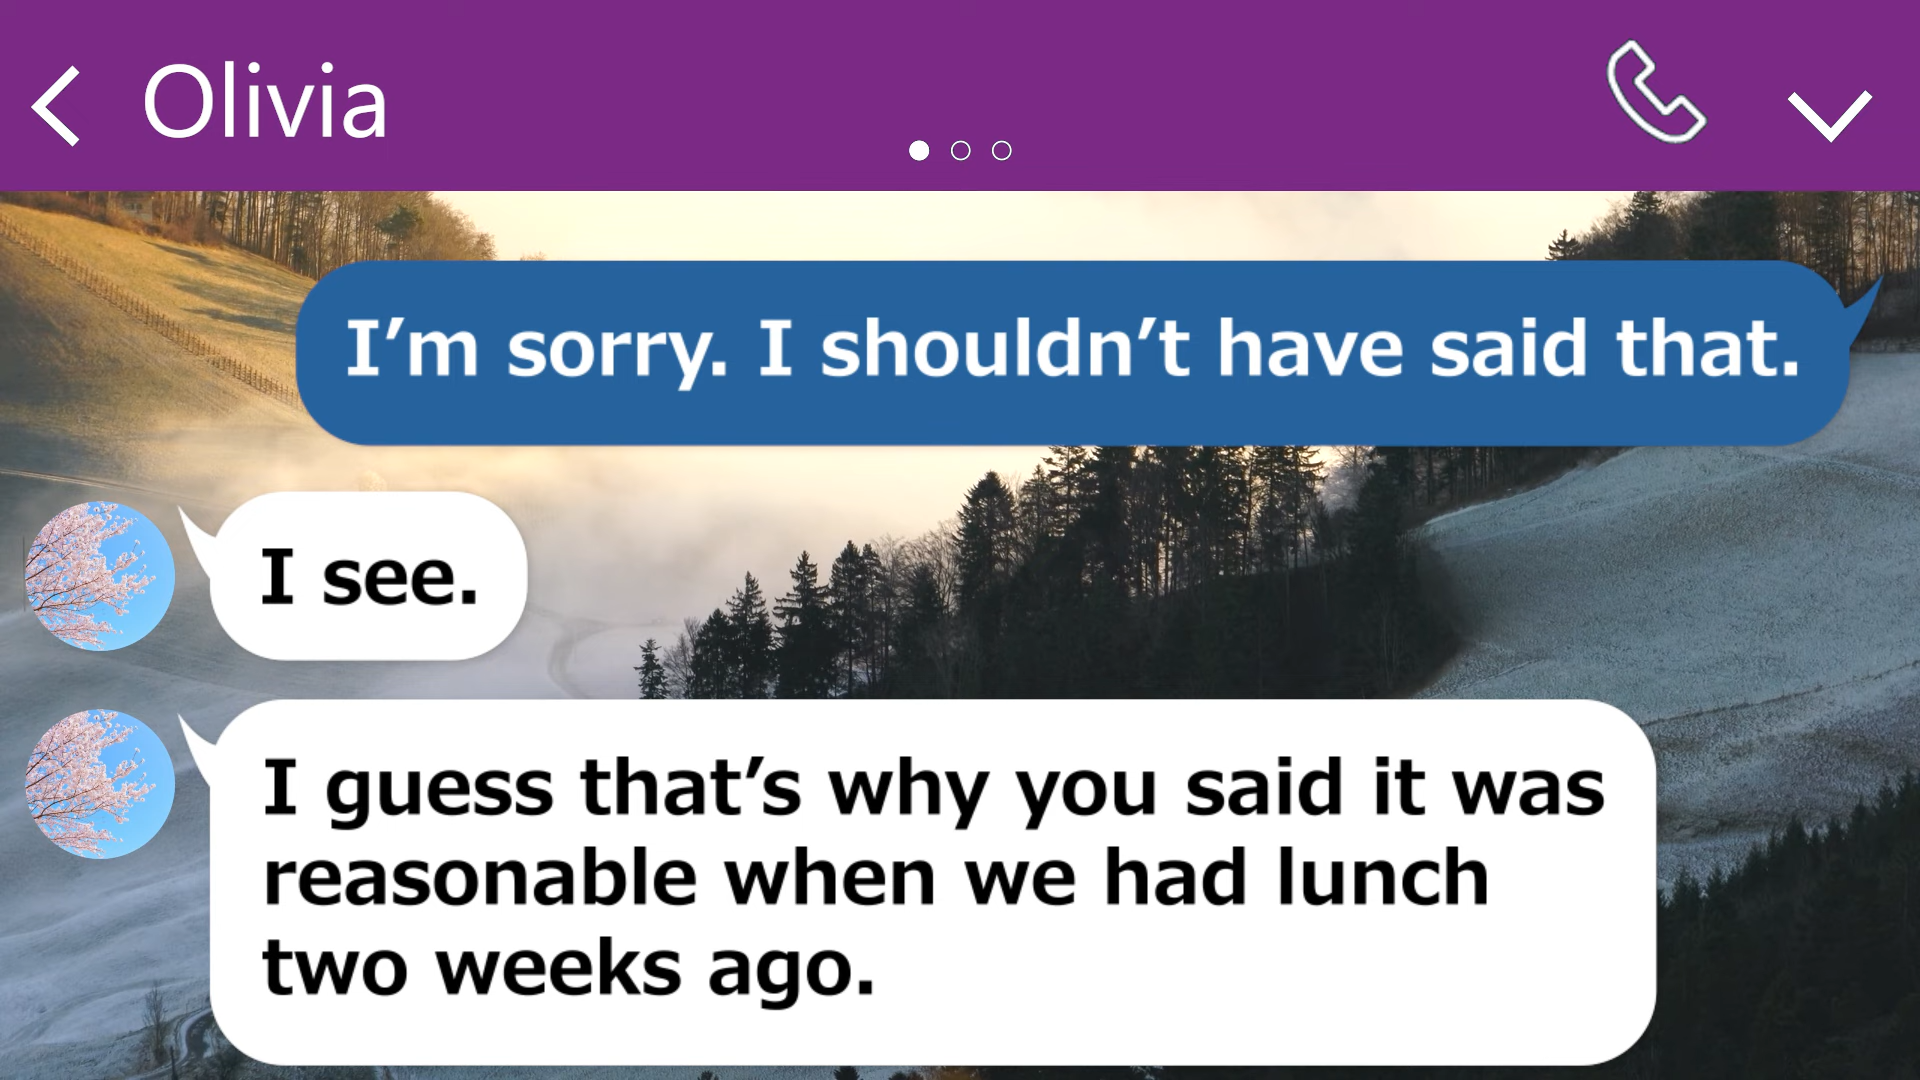 Olivia
I’m sorry. I shouldn’t have said that.
I see.
I guess that’s why you said it was
reasonable when we had lunch
two weeks ago.